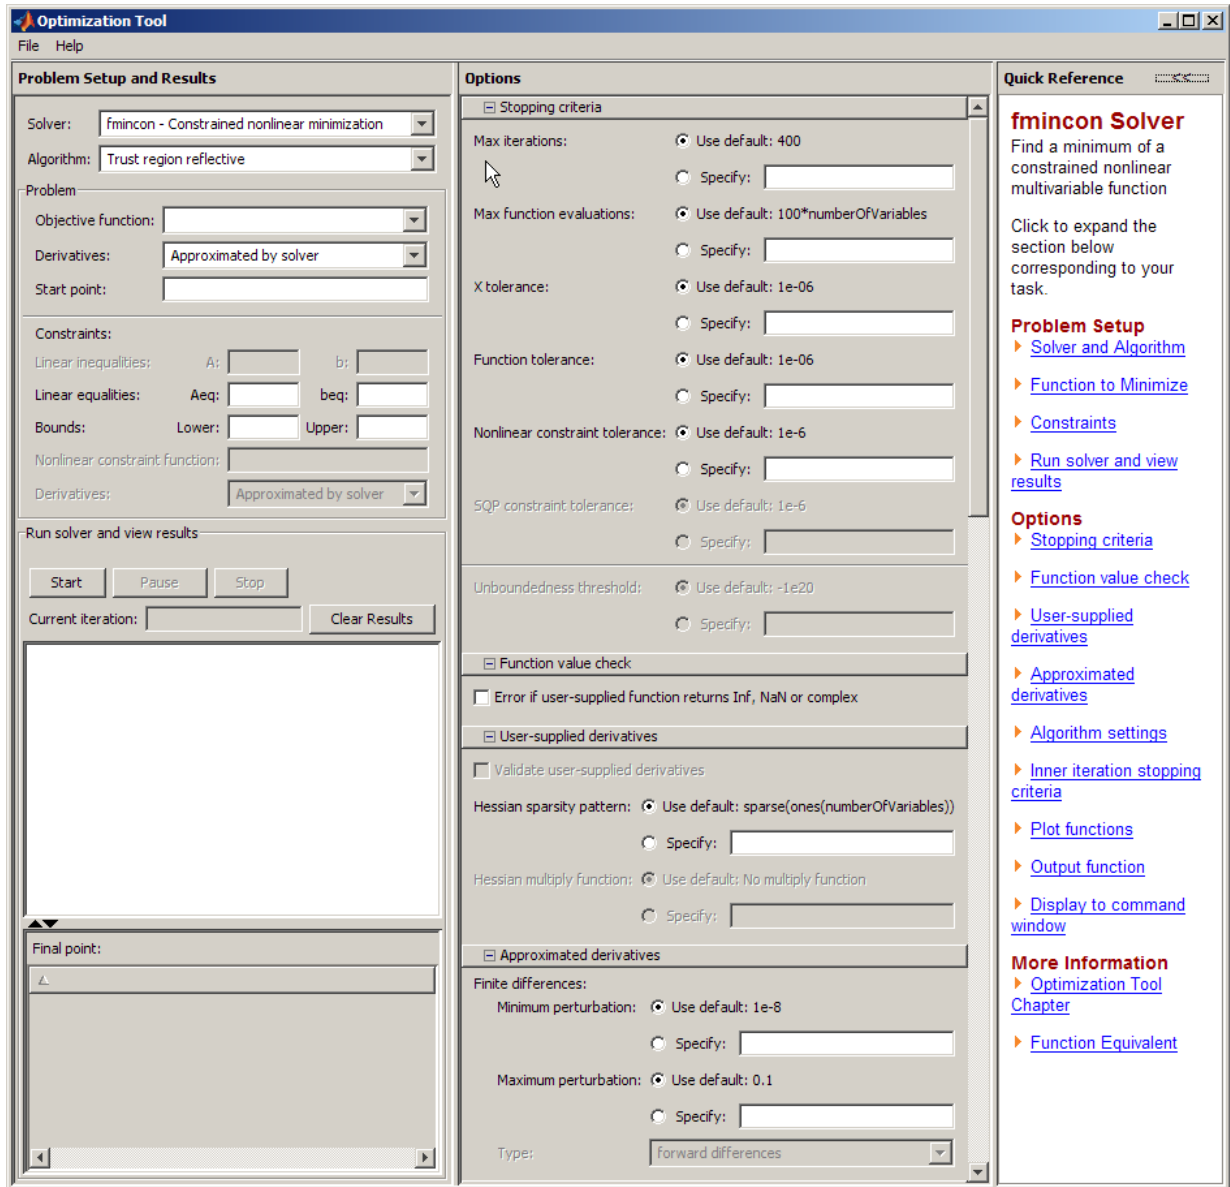 Optimization Tool
File Help
Problem Setup and Results
Solver: fmincon - Constrained nonlinear minimization
Algorithm: Trust region reflective
Problem
Objective function:
Derivatives: Approximated by solver
Start point:
Constraints:
Linear inequalities: A: b:
Linear equalities: Aeq: beq:
Bounds: Lower: Upper:
Nonlinear constraint function:
Derivatives: Approximated by solver
Run solver and view results
Start Pause Stop
Current iteration: Clear Results
Final point:
Options
Stopping criteria
Max iterations: Use default: 400
Specify:
Max function evaluations: Use default: 100*numberOfVariables
Specify:
X tolerance: Use default: 1e-06
Specify:
Function tolerance: Use default: 1e-06
Specify:
Nonlinear constraint tolerance: Use default: 1e-6
Specify:
SQP constraint tolerance: Use default: 1e-6
Specify:
Unboundedness threshold: Use default: -1e20
Specify:
Function value check
Error if user-supplied function returns Inf, NaN or complex
User-supplied derivatives
Validate user-supplied derivatives
Hessian sparsity pattern: Use default: sparse(ones(numberOfVariables))
Specify:
Hessian multiply function: Use default: No multiply function
Specify:
Approximated derivatives
Finite differences:
Minimum perturbation: Use default: 1e-8
Specify:
Maximum perturbation: Use default: 0.1
Specify:
Type: forward differences
Quick Reference <<
fmincon Solver
Find a minimum of a
constrained nonlinear
multivariable function
Click to expand the
section below
corresponding to your
task.
Problem Setup
Solver and Algorithm
Function to Minimize
Constraints
Run solver and view
results
Options
Stopping criteria
Function value check
User-supplied
derivatives
Approximated
derivatives
Algorithm settings
Inner iteration stopping
criteria
Plot functions
Output function
Display to command
window
More Information
Optimization Tool
Chapter
Function Equivalent